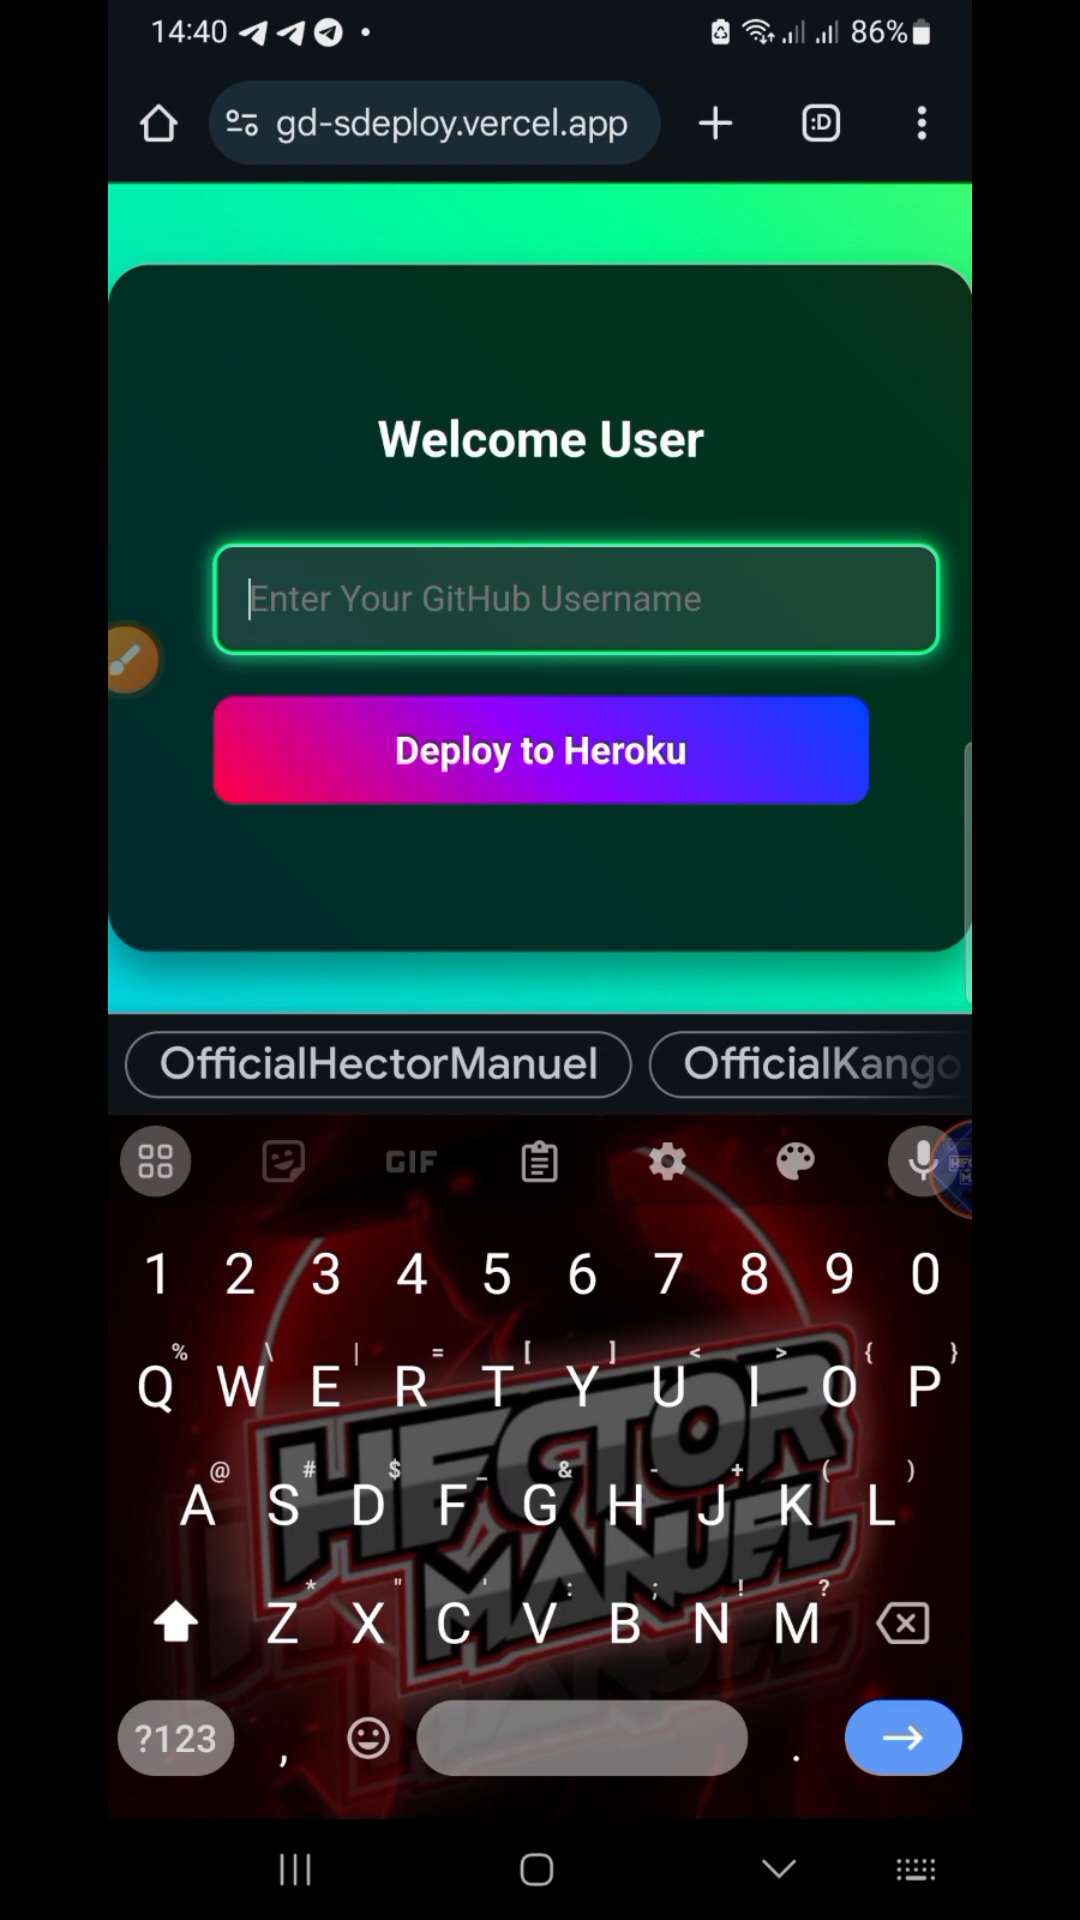 14:40
86%
gd-sdeploy.vercel.app
:D
Welcome User
Enter Your GitHub Username
Deploy to Heroku
OfficialHectorManuel
OfficialKango
GIF
1 2 3 4 5 6 7 8 9 0
% \ | = [ ] < > { }
Q W E R T Y U I O P
@ # $ _ & - + ( )
A S D F G H J K L
* " ' : ; ! ?
Z X C V B N M
?123 , .
HECTOR
MANUEL